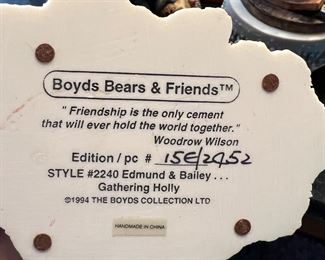 Boyds Bears & Friends™
"Friendship is the only cement
that will ever hold the world together."
Woodrow Wilson
Edition / pc # 15E/2452
STYLE #2240 Edmund & Bailey . . .
Gathering Holly
©1994 THE BOYDS COLLECTION LTD
HANDMADE IN CHINA